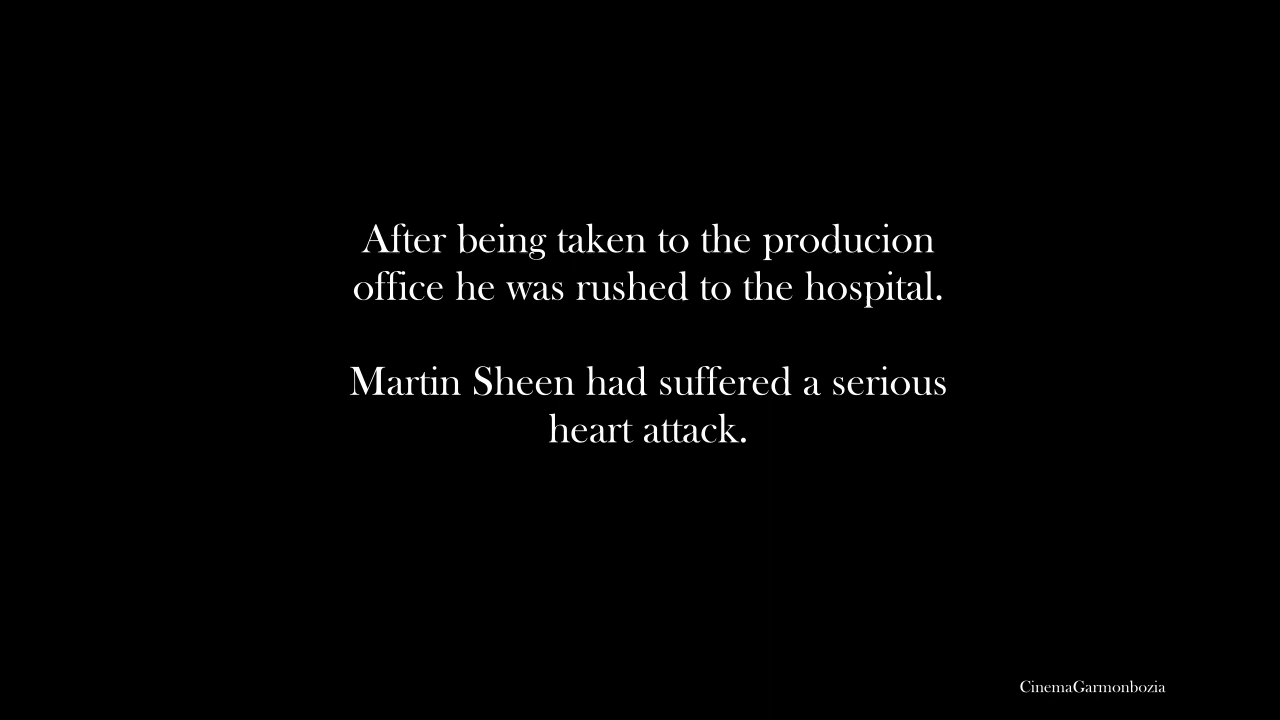 After being taken to the producion
office he was rushed to the hospital.
Martin Sheen had suffered a serious
heart attack.
CinemaGarmonbozia